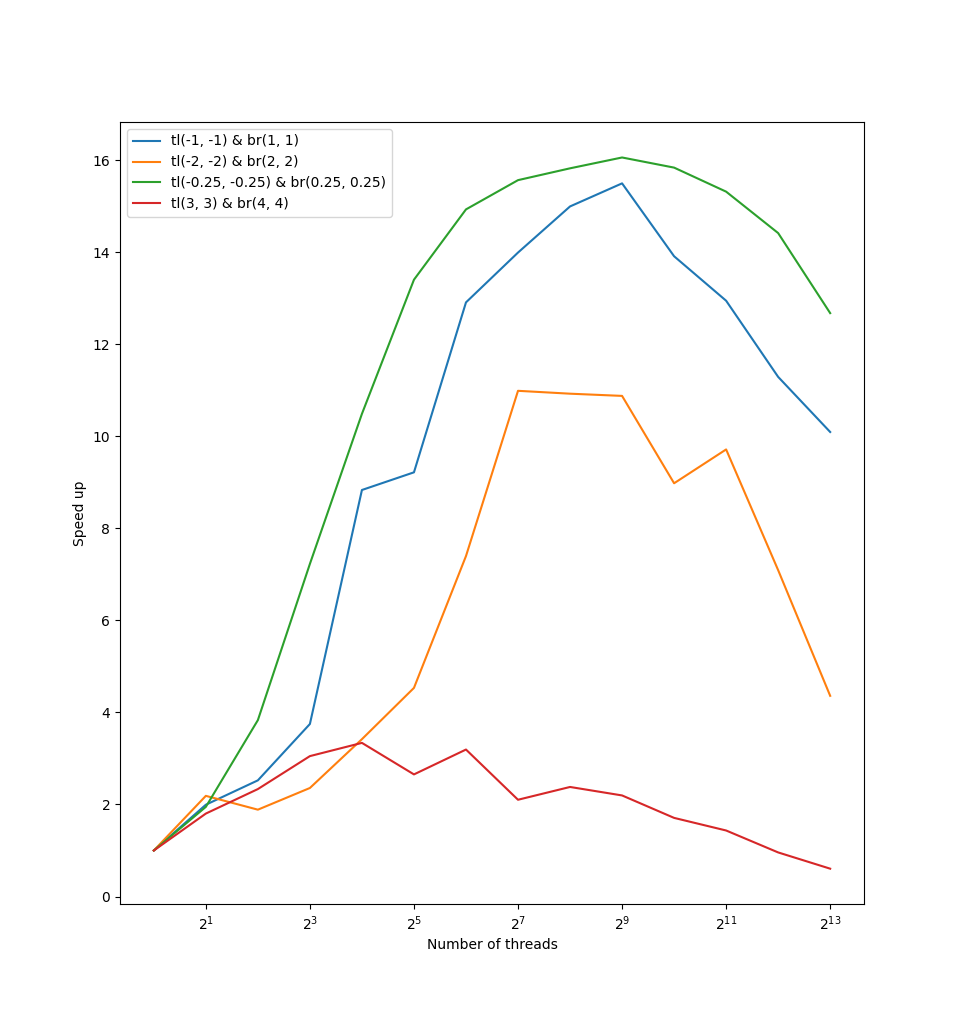 tl(-1, -1) & br(1, 1)
tl(-2, -2) & br(2, 2)
tl(-0.25, -0.25) & br(0.25, 0.25)
tl(3, 3) & br(4, 4)
16
14
12
10
8
6
4
2
0
Speed up
2^1 2^3 2^5 2^7 2^9 2^11 2^13
Number of threads